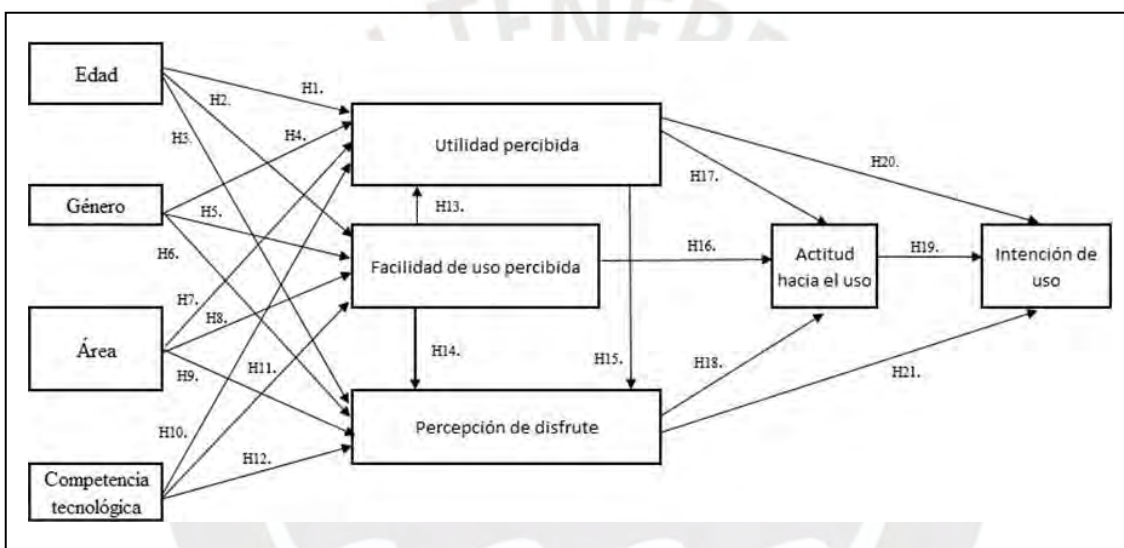 TENER
Edad
H1.
H2.
H3.
H4.
Utilidad percibida
H20.
H17.
Género
H5.
H6.
H13.
Facilidad de uso percibida
H16.
Actitud
hacia el uso
H19.
Intención de
uso
Área
H7.
H8.
H9.
H11.
H14.
H15.
H18.
H21.
Percepción de disfrute
H10.
H12.
Competencia
tecnológica